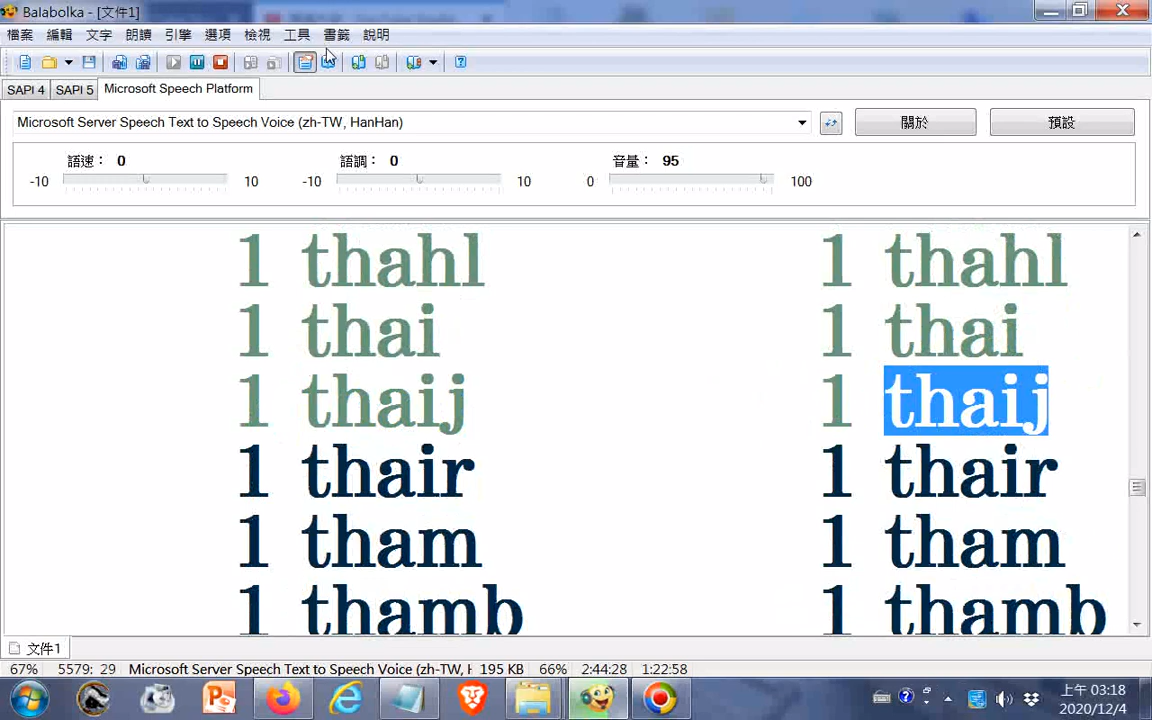 Balabolka - [文件1]
檔案 編輯 文字 朗讀 引擎 選項 檢視 工具 書籤 說明
SAPI 4 SAPI 5 Microsoft Speech Platform
Microsoft Server Speech Text to Speech Voice (zh-TW, HanHan) 關於 預設
語速： 0 語調： 0 音量： 95
-10 10 -10 10 0 100
1 thahl 1 thahl
1 thai 1 thai
1 thaij 1 thaij
1 thair 1 thair
1 tham 1 tham
1 thamb 1 thamb
文件1
67% 5579: 29 Microsoft Server Speech Text to Speech Voice (zh-TW, 195 KB 66% 2:44:28 1:22:58
上午 03:18
2020/12/4